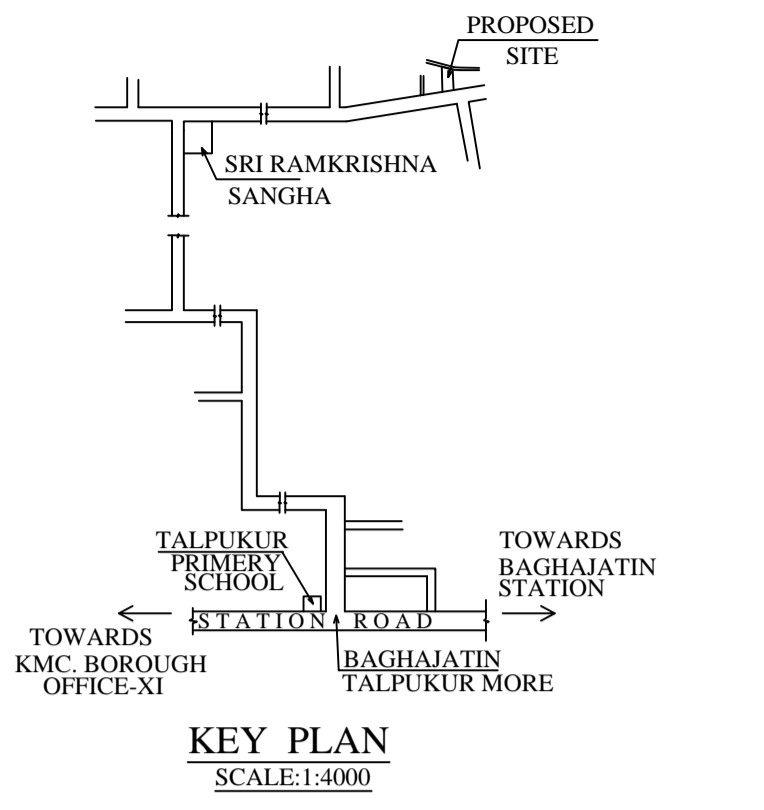 PROPOSED
SITE
SRI RAMKRISHNA
SANGHA
TALPUKUR
PRIMERY
SCHOOL
TOWARDS
BAGHAJATIN
STATION
STATION ROAD
TOWARDS
KMC. BOROUGH
OFFICE-XI
BAGHAJATIN
TALPUKUR MORE
KEY PLAN
SCALE:1:4000